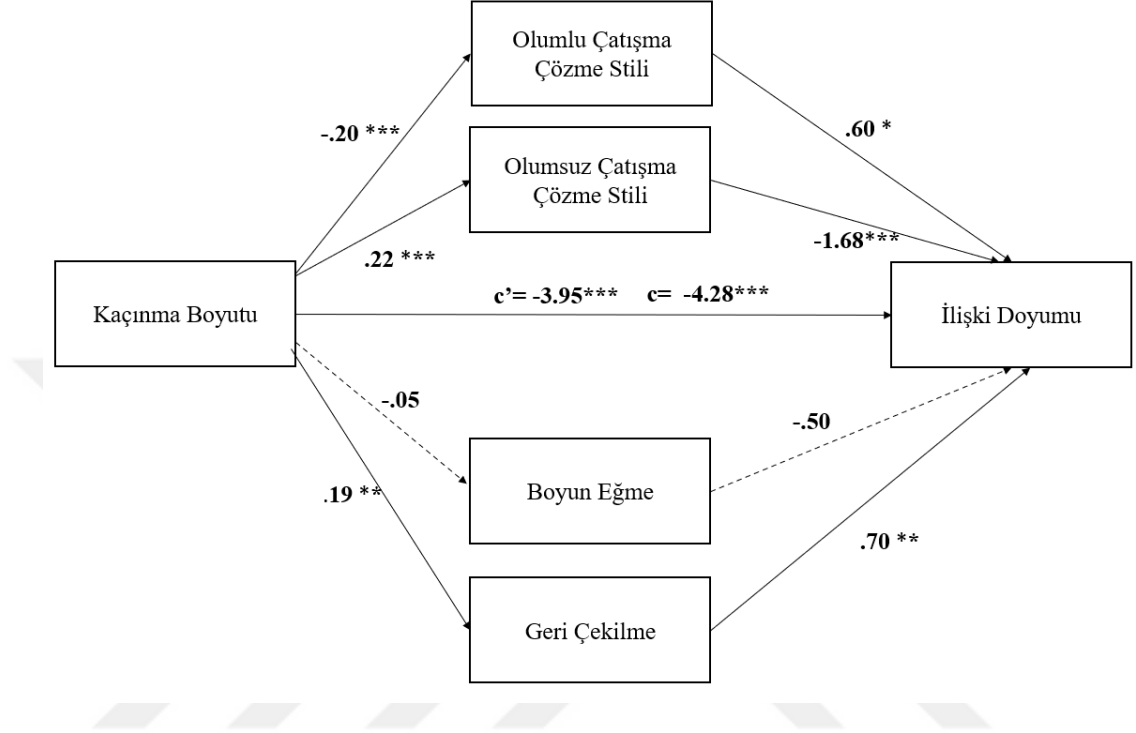 Olumlu Çatışma
Çözme Stili
-.20 ***
.60 *
Olumsuz Çatışma
Çözme Stili
.22 ***
-1.68***
Kaçınma Boyutu
c’= -3.95***
c= -4.28***
İlişki Doyumu
-.05
-.50
Boyun Eğme
.19 **
.70 **
Geri Çekilme